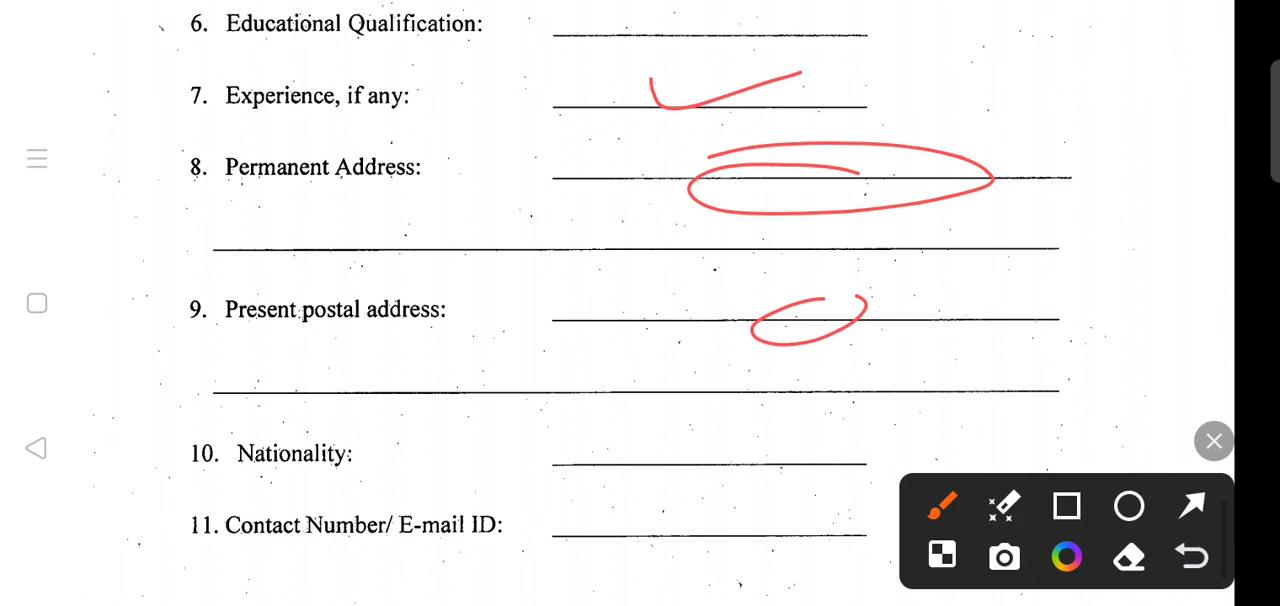 6. Educational Qualification:
7. Experience, if any:
8. Permanent Address:
9. Present postal address:
10. Nationality:
11. Contact Number/ E-mail ID: